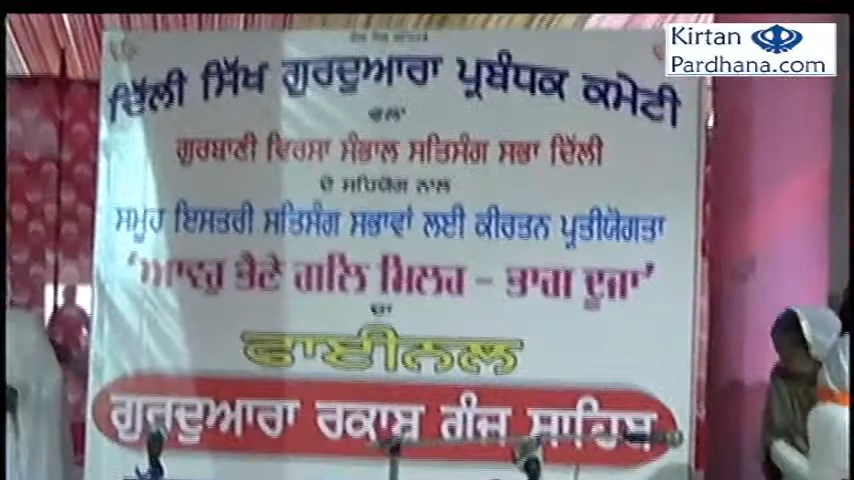 Kirtan
Pardhana.com
ਦਿੱਲੀ ਸਿੱਖ ਗੁਰਦੁਆਰਾ ਪ੍ਰਬੰਧਕ ਕਮੇਟੀ
ਵਲੋਂ
ਗੁਰਬਾਣੀ ਵਿਰਸਾ ਸੰਭਾਲ ਸਤਿਸੰਗ ਸਭਾ ਦਿੱਲੀ
ਦੇ ਸਹਿਯੋਗ ਨਾਲ
ਸਮੂਹ ਇਸਤਰੀ ਸਤਿਸੰਗ ਸਭਾਵਾਂ ਲਈ ਕੀਰਤਨ ਪ੍ਰਤੀਯੋਗਤਾ
'ਆਵਹੁ ਭੈਣੇ ਗਲਿ ਮਿਲਹ - ਭਾਗ ਦੂਜਾ'
ਦਾ
ਫਾਈਨਲ
ਗੁਰਦੁਆਰਾ ਰਕਾਬ ਗੰਜ ਸਾਹਿਬ